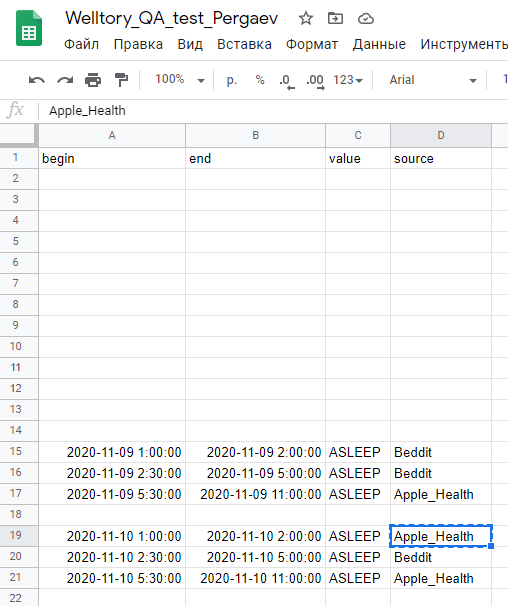 Welltory_QA_test_Pergaev
Файл Правка Вид Вставка Формат Данные Инструменты
100% р. % .0 .00 123 Arial 1
fx Apple_Health
A B C D
1 begin end value source
2
3
4
5
6
7
8
9
10
11
12
13
14
15 2020-11-09 1:00:00 2020-11-09 2:00:00 ASLEEP Beddit
16 2020-11-09 2:30:00 2020-11-09 5:00:00 ASLEEP Beddit
17 2020-11-09 5:30:00 2020-11-09 11:00:00 ASLEEP Apple_Health
18
19 2020-11-10 1:00:00 2020-11-10 2:00:00 ASLEEP Apple_Health
20 2020-11-10 2:30:00 2020-11-10 5:00:00 ASLEEP Beddit
21 2020-11-10 5:30:00 2020-11-10 11:00:00 ASLEEP Apple_Health
22